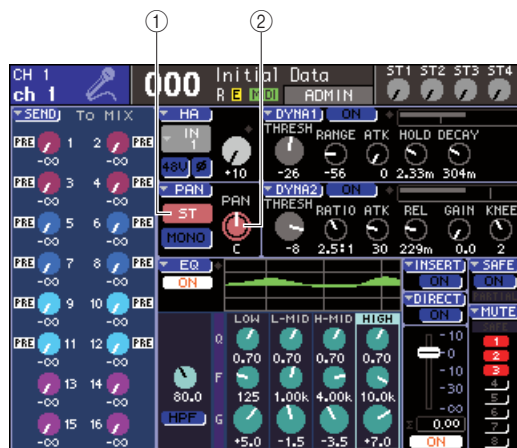 ① ②
CH 1
ch 1
000 Initial Data
R E MIDI ADMIN
ST1 ST2 ST3 ST4
SEND To MIX
PRE 1 2 PRE
-∞ -∞
PRE 3 4 PRE
-∞ -∞
PRE 5 6 PRE
-∞ -∞
PRE 7 8 PRE
-∞ -∞
PRE 9 10 PRE
-∞ -∞
PRE 11 12 PRE
-∞ -∞
13 14
-∞ -∞
15 16
-∞ -∞
HA
IN
1
48V Ø
+10
PAN
ST
MONO
PAN
C
DYNA1 ON
THRESH RANGE ATK HOLD DECAY
-26 -56 0 2.33m 304m
DYNA2 ON
THRESH RATIO ATK REL GAIN KNEE
-8 2.5:1 30 229m 0.0 2
EQ
ON
LOW L-MID H-MID HIGH
Q 0.70 0.70 0.70 0.70
F 125 1.00k 4.00k 10.0k
G +5.0 -1.5 -3.5 +7.0
80.0
HPF
INSERT
ON
DIRECT
ON
10
0
-10
-30
-∞
Σ 0.00
ON
SAFE
ON
PARTIAL
MUTE
SAFE
1
2
3
4
5
6
7
8